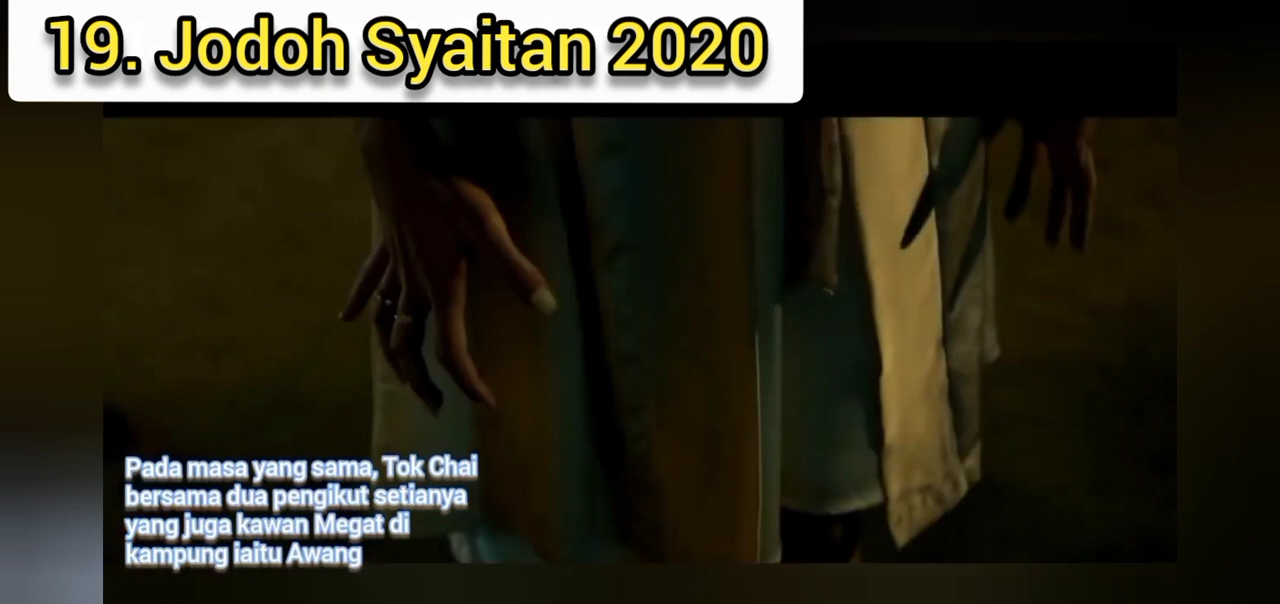 19. Jodoh Syaitan 2020
Pada masa yang sama, Tok Chai
bersama dua pengikut setianya
yang juga kawan Megat di
kampung iaitu Awang